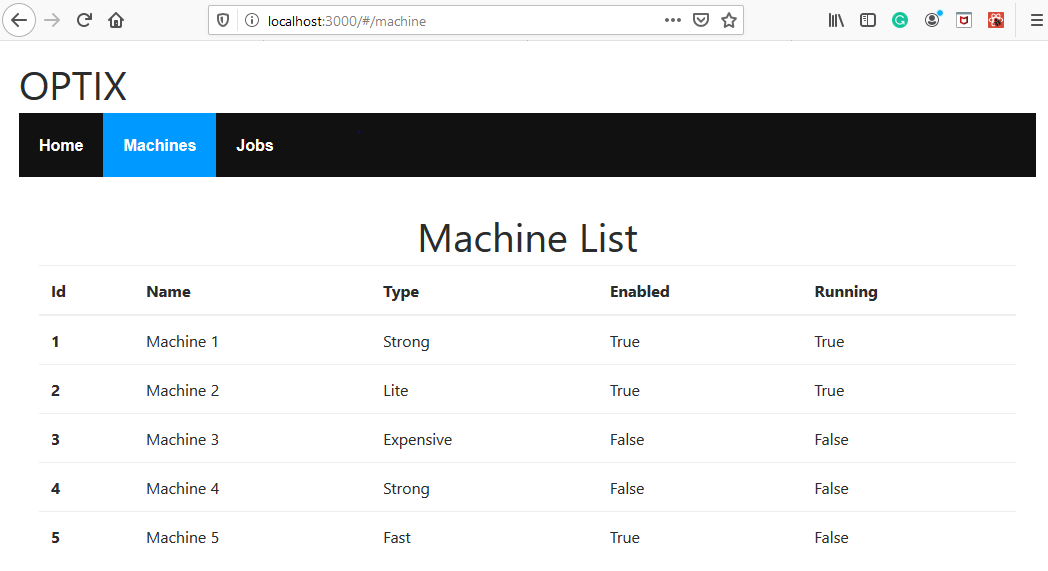 localhost:3000/#/machine
OPTIX
Home Machines Jobs
Machine List
Id Name Type Enabled Running
1 Machine 1 Strong True True
2 Machine 2 Lite True True
3 Machine 3 Expensive False False
4 Machine 4 Strong False False
5 Machine 5 Fast True False